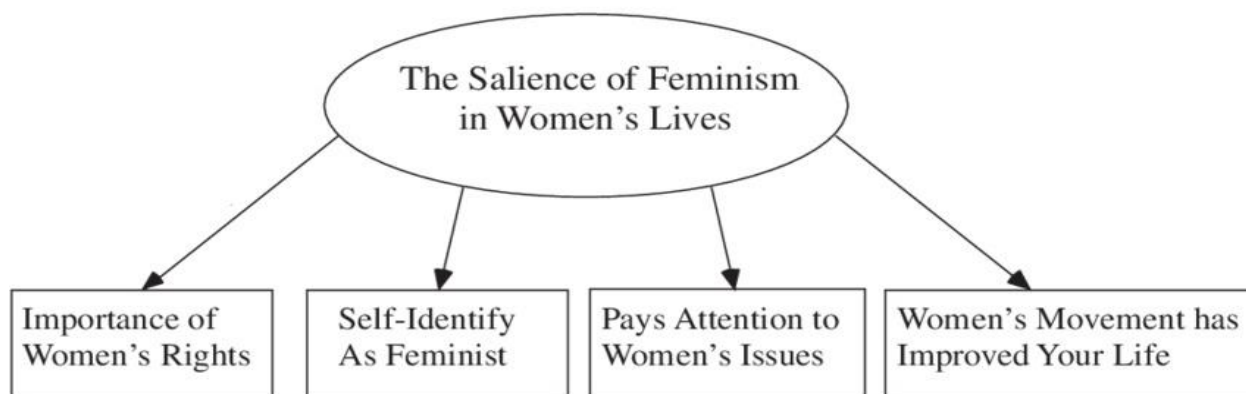 The Salience of Feminism
in Women's Lives
Importance of
Women's Rights
Self-Identify
As Feminist
Pays Attention to
Women's Issues
Women's Movement has
Improved Your Life